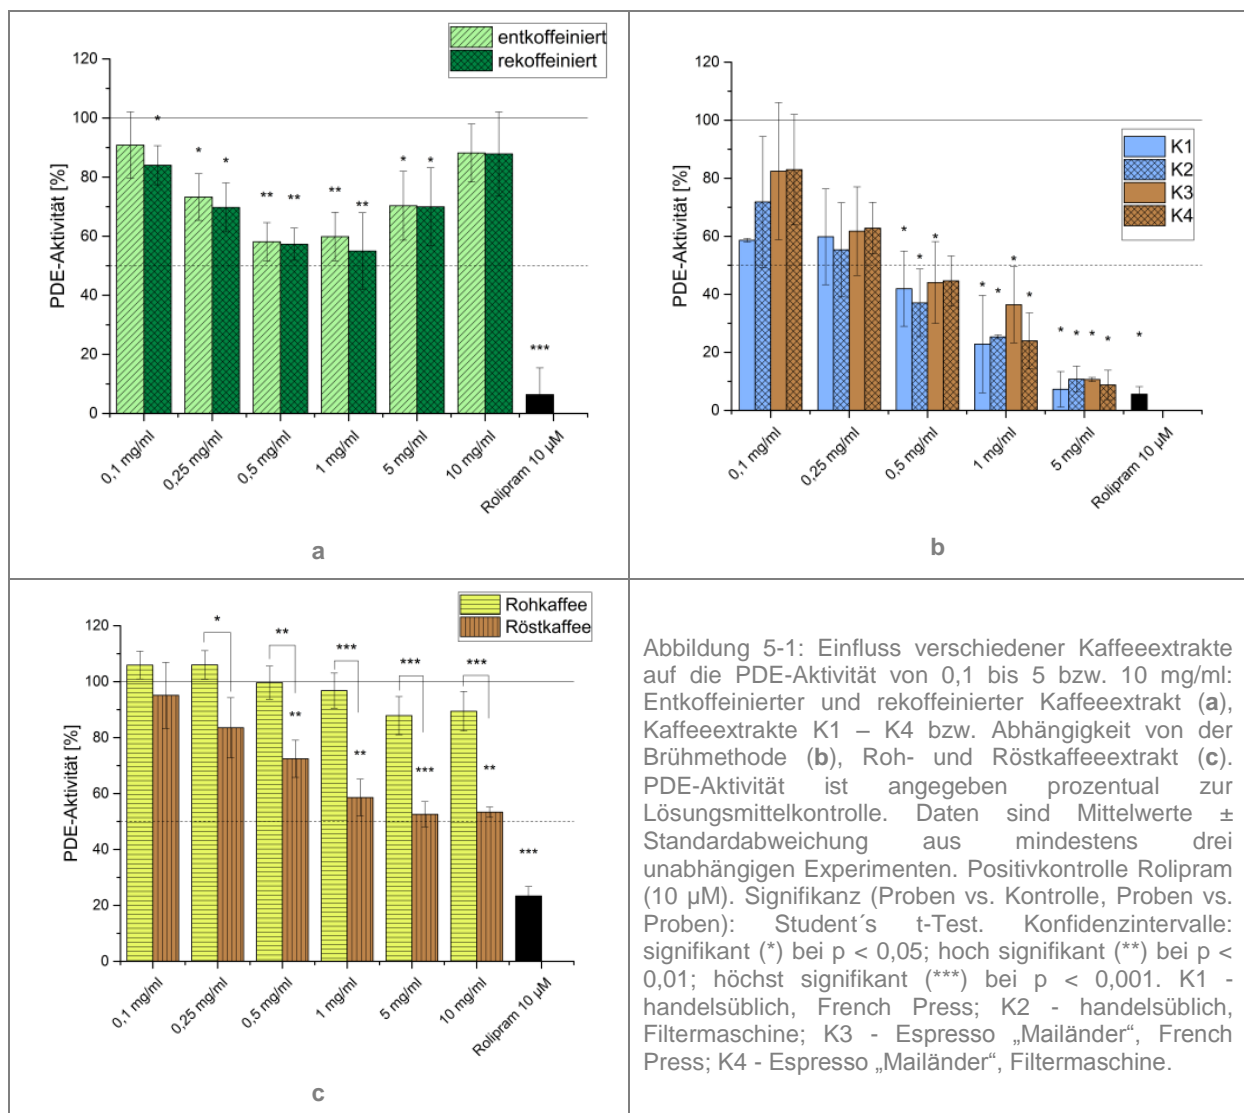 entkoffeiniert
rekoffeiniert
120
100
80
60
40
20
0
PDE-Aktivität [%]
*
* *
** **
** **
* *
***
0,1 mg/ml
0,25 mg/ml
0,5 mg/ml
1 mg/ml
5 mg/ml
10 mg/ml
Rolipram 10 µM
a
K1
K2
K3
K4
120
100
80
60
40
20
0
PDE-Aktivität [%]
* * *
* * * *
* * * *
*
0,1 mg/ml
0,25 mg/ml
0,5 mg/ml
1 mg/ml
5 mg/ml
Rolipram 10 µM
b
Rohkaffee
Röstkaffee
120
100
80
60
40
20
0
PDE-Aktivität [%]
*
**
**
***
**
***
***
***
**
***
0,1 mg/ml
0,25 mg/ml
0,5 mg/ml
1 mg/ml
5 mg/ml
10 mg/ml
Rolipram 10 µM
c
Abbildung 5-1: Einfluss verschiedener Kaffeeextrakte
auf die PDE-Aktivität von 0,1 bis 5 bzw. 10 mg/ml:
Entkoffeinierter und rekoffeinierter Kaffeeextrakt (a),
Kaffeeextrakte K1 – K4 bzw. Abhängigkeit von der
Brühmethode (b), Roh- und Röstkaffeeextrakt (c).
PDE-Aktivität ist angegeben prozentual zur
Lösungsmittelkontrolle. Daten sind Mittelwerte ±
Standardabweichung aus mindestens drei
unabhängigen Experimenten. Positivkontrolle Rolipram
(10 µM). Signifikanz (Proben vs. Kontrolle, Proben vs.
Proben): Student´s t-Test. Konfidenzintervalle:
signifikant (*) bei p < 0,05; hoch signifikant (**) bei p <
0,01; höchst signifikant (***) bei p < 0,001. K1 -
handelsüblich, French Press; K2 - handelsüblich,
Filtermaschine; K3 - Espresso „Mailänder“, French
Press; K4 - Espresso „Mailänder“, Filtermaschine.